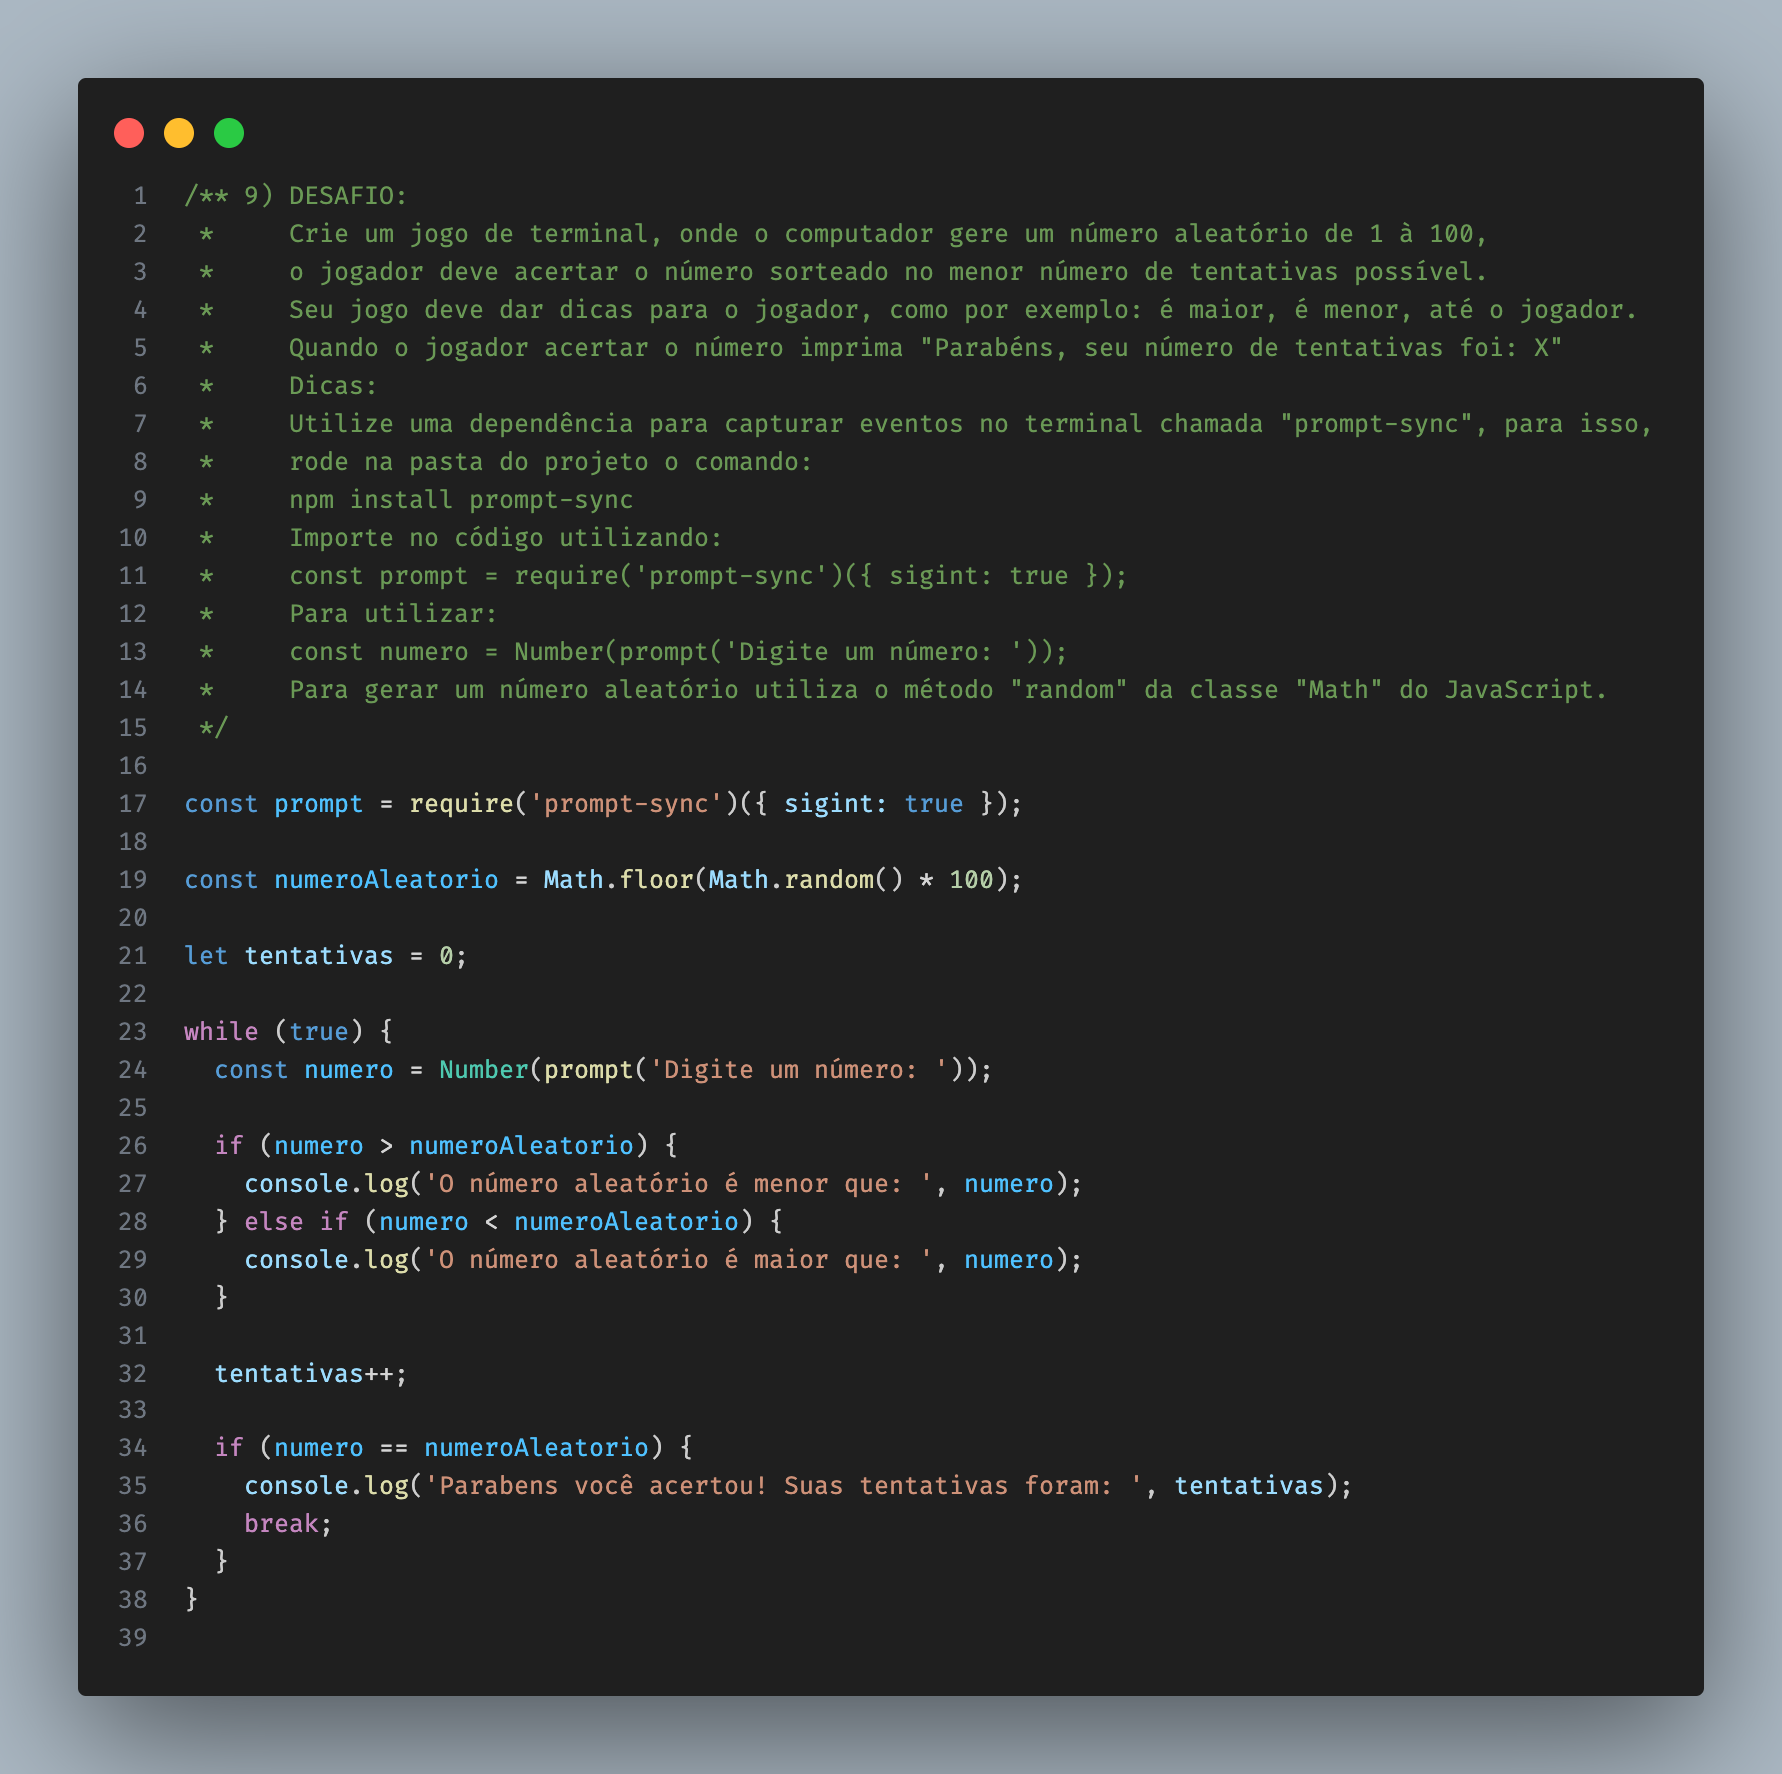 1 /** 9) DESAFIO:
2  *     Crie um jogo de terminal, onde o computador gere um número aleatório de 1 à 100,
3  *     o jogador deve acertar o número sorteado no menor número de tentativas possível.
4  *     Seu jogo deve dar dicas para o jogador, como por exemplo: é maior, é menor, até o jogador.
5  *     Quando o jogador acertar o número imprima "Parabéns, seu número de tentativas foi: X"
6  *     Dicas:
7  *     Utilize uma dependência para capturar eventos no terminal chamada "prompt-sync", para isso,
8  *     rode na pasta do projeto o comando:
9  *     npm install prompt-sync
10  *     Importe no código utilizando:
11  *     const prompt = require('prompt-sync')({ sigint: true });
12  *     Para utilizar:
13  *     const numero = Number(prompt('Digite um número: '));
14  *     Para gerar um número aleatório utiliza o método "random" da classe "Math" do JavaScript.
15  */
16
17 const prompt = require('prompt-sync')({ sigint: true });
18
19 const numeroAleatorio = Math.floor(Math.random() * 100);
20
21 let tentativas = 0;
22
23 while (true) {
24   const numero = Number(prompt('Digite um número: '));
25
26   if (numero > numeroAleatorio) {
27     console.log('O número aleatório é menor que: ', numero);
28   } else if (numero < numeroAleatorio) {
29     console.log('O número aleatório é maior que: ', numero);
30   }
31
32   tentativas++;
33
34   if (numero == numeroAleatorio) {
35     console.log('Parabens você acertou! Suas tentativas foram: ', tentativas);
36     break;
37   }
38 }
39